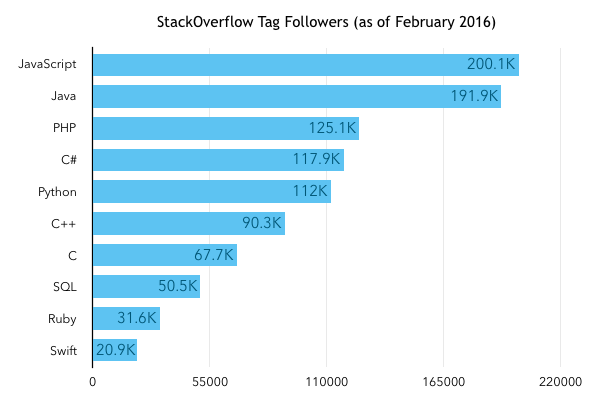 StackOverflow Tag Followers (as of February 2016)
JavaScript 200.1K
Java 191.9K
PHP 125.1K
C# 117.9K
Python 112K
C++ 90.3K
C 67.7K
SQL 50.5K
Ruby 31.6K
Swift 20.9K
0 55000 110000 165000 220000